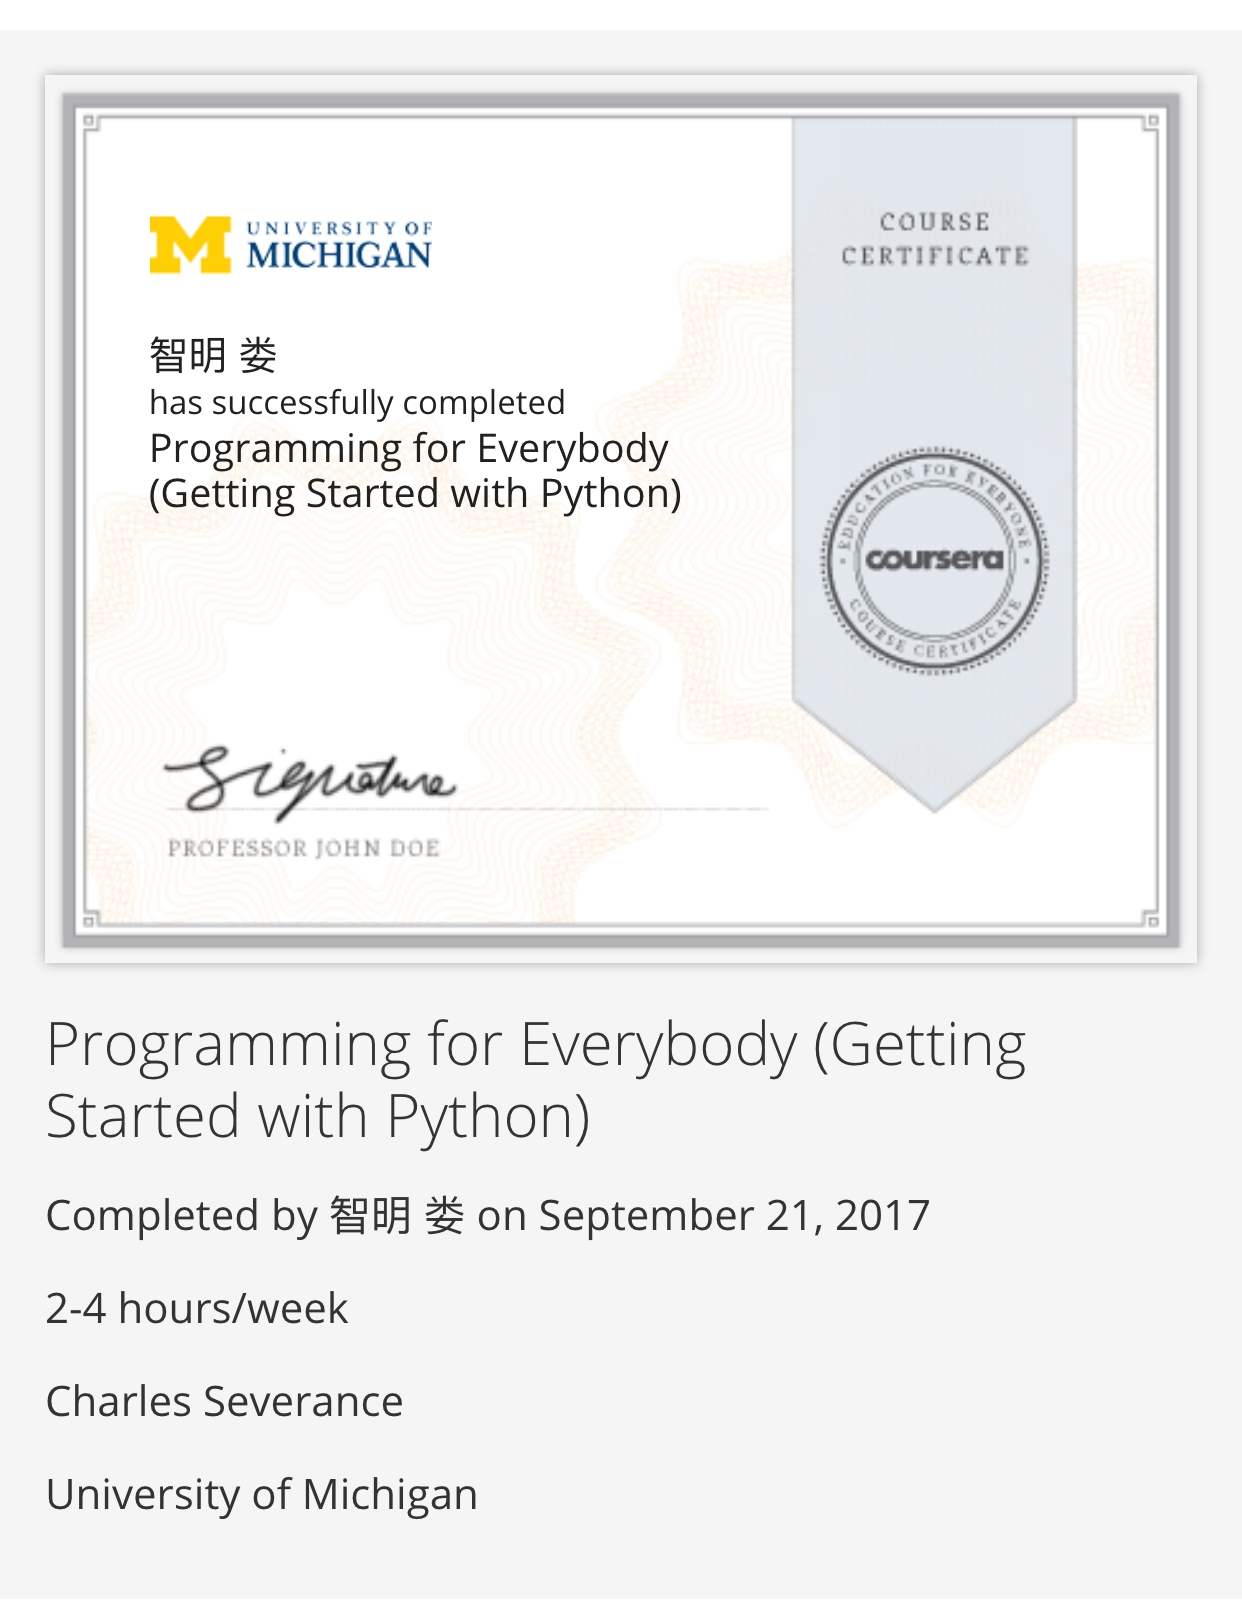 UNIVERSITY OF
MICHIGAN
COURSE
CERTIFICATE
智明 娄
has successfully completed
Programming for Everybody
(Getting Started with Python)
EDUCATION FOR EVERYONE
coursera
COURSE CERTIFICATE
Signature
PROFESSOR JOHN DOE
Programming for Everybody (Getting
Started with Python)
Completed by 智明 娄 on September 21, 2017
2-4 hours/week
Charles Severance
University of Michigan